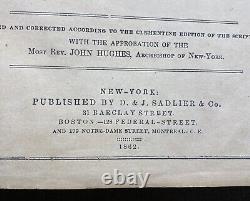 ED AND CORRECTED ACCORDING TO THE CLEMENTINE EDITION OF THE SCRIPT
WITH THE APPROBATION OF THE
MOST REV. JOHN HUGHES, ARCHBISHOP OF NEW-YORK.
NEW-YORK:
PUBLISHED BY D. & J. SADLIER & CO.
31 BARCLAY STREET.
BOSTON:—128 FEDERAL-STREET,
AND 179 NOTRE-DAME STREET, MONTREAL, C. E.
1862.